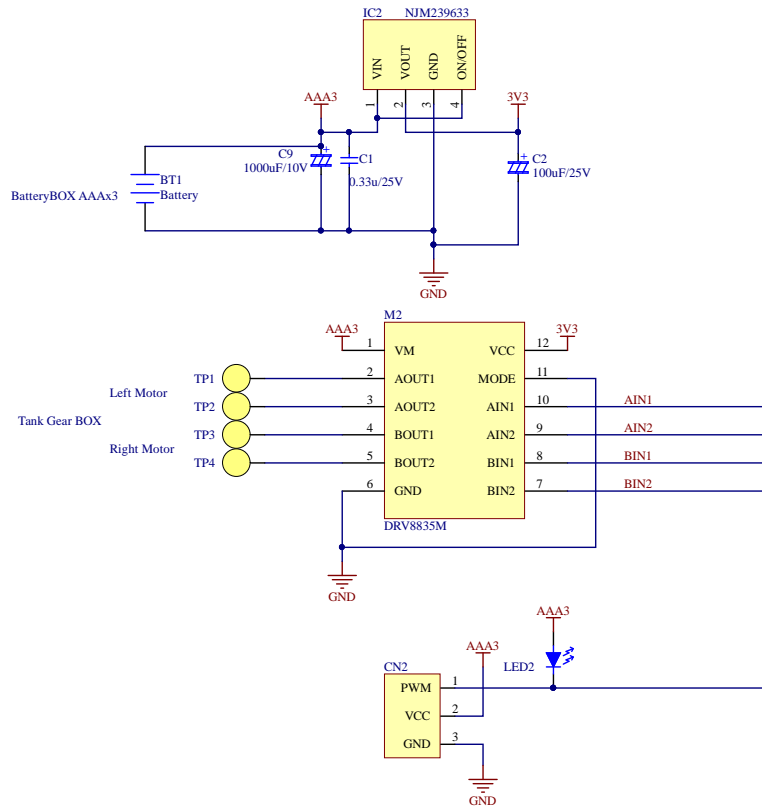 IC2 NJM239633
VIN VOUT GND ON/OFF
1 2 3 4
AAA3
3V3
C9
1000uF/10V
C1
0.33u/25V
C2
100uF/25V
BatteryBOX AAAx3
BT1
Battery
GND
M2
AAA3
3V3
1 VM VCC 12
TP1 2 AOUT1 MODE 11
Left Motor
TP2 3 AOUT2 AIN1 10 AIN1
Tank Gear BOX
TP3 4 BOUT1 AIN2 9 AIN2
Right Motor
TP4 5 BOUT2 BIN1 8 BIN1
6 GND BIN2 7 BIN2
DRV8835M
GND
AAA3
AAA3
LED2
CN2
PWM 1
VCC 2
GND 3
GND